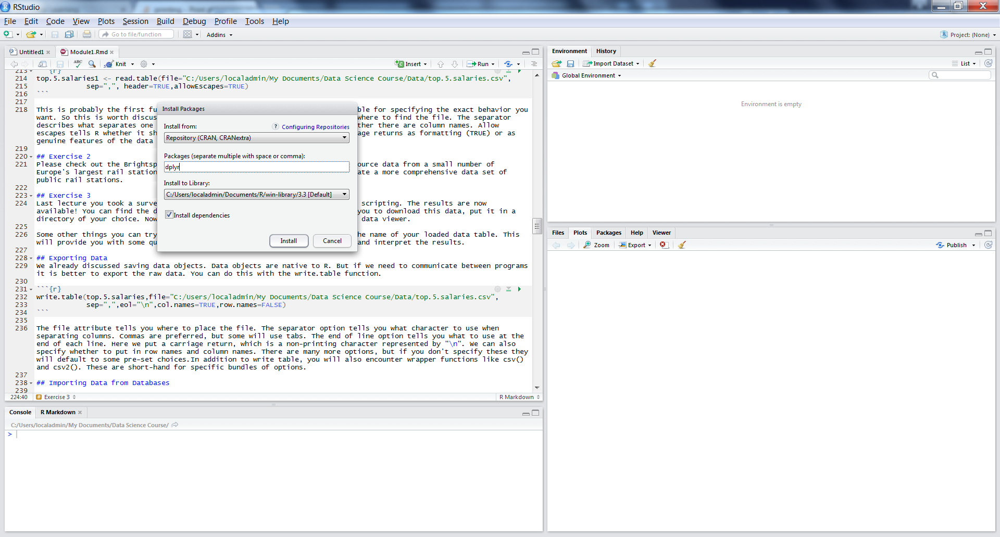 RStudio
File Edit Code View Plots Session Build Debug Profile Tools Help
Go to file/function Addins Project: (None)
Untitled1 Module1.Rmd
ABC Knit Insert Run
213 {r}
214 top.5.salaries1 <- read.table(file="C:/Users/localadmin/My Documents/Data Science Course/Data/top.5.salaries.csv",
215 sep=",", header=TRUE,allowEscapes=TRUE)
216 ```
217
218 This is probably the first fu ble for specifying the exact behavior you
want. So this is worth discus where to find the file. The separator
describes what separates one ther there are column names. Allow
escapes tells R whether it sh age returns as formatting (TRUE) or as
genuine features of the data
219
220 ## Exercise 2
221 Please check out the Brightsp ource data from a small number of
Europe's largest rail station ate a more comprehensive data set of
public rail stations.
222
223 ## Exercise 3
224 Last lecture you took a surve scripting. The results are now
available! You can find the d you to download this data, put it in a
directory of your choice. Now data viewer.
225
226 Some other things you can try he name of your loaded data table. This
will provide you with some qu and interpret the results.
227
228 ## Exporting Data
229 We already discussed saving data objects. Data objects are native to R. But if we need to communicate between programs
it is better to export the raw data. You can do this with the write.table function.
230
231 ```{r}
232 write.table(top.5.salaries,file="C:/Users/localadmin/My Documents/Data Science Course/Data/top.5.salaries.csv",
233 sep=",",eol="\n",col.names=TRUE,row.names=FALSE)
234 ```
235
236 The file attribute tells you where to place the file. The separator option tells you what character to use when
separating columns. Commas are preferred, but some will use tabs. The end of line option tells you what to use at the
end of each line. Here we put a carriage return, which is a non-printing character represented by "\n". We can also
specify whether to put in row names and column names. There are many more options, but if you don't specify these they
will default to some pre-set choices.In addition to write table, you will also encounter wrapper functions like csv()
and csv2(). These are short-hand for specific bundles of options.
237
238 ## Importing Data from Databases
239
224:40 Exercise 3 R Markdown
Install Packages
Install from: ? Configuring Repositories
Repository (CRAN, CRANextra)
Packages (separate multiple with space or comma):
dplyr
Install to Library:
C:/Users/localadmin/Documents/R/win-library/3.3 [Default]
Install dependencies
Install Cancel
Console R Markdown
C:/Users/localadmin/My Documents/Data Science Course/
>
Environment History
Import Dataset List
Global Environment
Environment is empty
Files Plots Packages Help Viewer
Zoom Export Publish